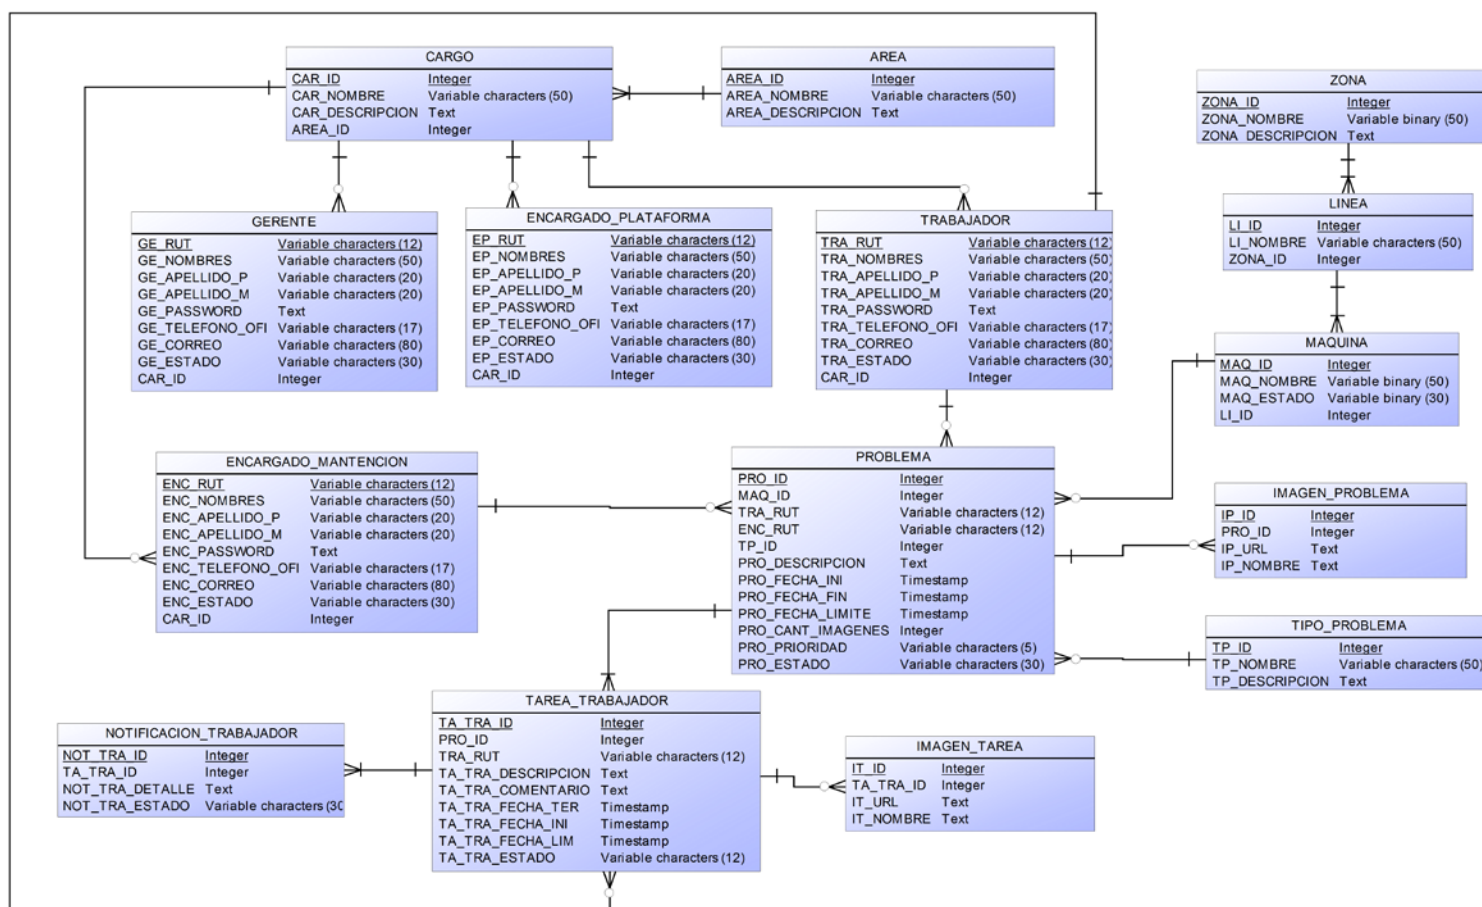 CARGO
CAR_ID Integer
CAR_NOMBRE Variable characters (50)
CAR_DESCRIPCION Text
AREA_ID Integer
AREA
AREA_ID Integer
AREA_NOMBRE Variable characters (50)
AREA_DESCRIPCION Text
ZONA
ZONA_ID Integer
ZONA_NOMBRE Variable binary (50)
ZONA_DESCRIPCION Text
GERENTE
GE_RUT Variable characters (12)
GE_NOMBRES Variable characters (50)
GE_APELLIDO_P Variable characters (20)
GE_APELLIDO_M Variable characters (20)
GE_PASSWORD Text
GE_TELEFONO_OFI Variable characters (17)
GE_CORREO Variable characters (80)
GE_ESTADO Variable characters (30)
CAR_ID Integer
ENCARGADO_PLATAFORMA
EP_RUT Variable characters (12)
EP_NOMBRES Variable characters (50)
EP_APELLIDO_P Variable characters (20)
EP_APELLIDO_M Variable characters (20)
EP_PASSWORD Text
EP_TELEFONO_OFI Variable characters (17)
EP_CORREO Variable characters (80)
EP_ESTADO Variable characters (30)
CAR_ID Integer
TRABAJADOR
TRA_RUT Variable characters (12)
TRA_NOMBRES Variable characters (50)
TRA_APELLIDO_P Variable characters (20)
TRA_APELLIDO_M Variable characters (20)
TRA_PASSWORD Text
TRA_TELEFONO_OFI Variable characters (17)
TRA_CORREO Variable characters (80)
TRA_ESTADO Variable characters (30)
CAR_ID Integer
LINEA
LI_ID Integer
LI_NOMBRE Variable characters (50)
ZONA_ID Integer
MAQUINA
MAQ_ID Integer
MAQ_NOMBRE Variable binary (50)
MAQ_ESTADO Variable binary (30)
LI_ID Integer
ENCARGADO_MANTENCION
ENC_RUT Variable characters (12)
ENC_NOMBRES Variable characters (50)
ENC_APELLIDO_P Variable characters (20)
ENC_APELLIDO_M Variable characters (20)
ENC_PASSWORD Text
ENC_TELEFONO_OFI Variable characters (17)
ENC_CORREO Variable characters (80)
ENC_ESTADO Variable characters (30)
CAR_ID Integer
PROBLEMA
PRO_ID Integer
MAQ_ID Integer
TRA_RUT Variable characters (12)
ENC_RUT Variable characters (12)
TP_ID Integer
PRO_DESCRIPCION Text
PRO_FECHA_INI Timestamp
PRO_FECHA_FIN Timestamp
PRO_FECHA_LIMITE Timestamp
PRO_CANT_IMAGENES Integer
PRO_PRIORIDAD Variable characters (5)
PRO_ESTADO Variable characters (30)
IMAGEN_PROBLEMA
IP_ID Integer
PRO_ID Integer
IP_URL Text
IP_NOMBRE Text
TIPO_PROBLEMA
TP_ID Integer
TP_NOMBRE Variable characters (50)
TP_DESCRIPCION Text
NOTIFICACION_TRABAJADOR
NOT_TRA_ID Integer
TA_TRA_ID Integer
NOT_TRA_DETALLE Text
NOT_TRA_ESTADO Variable characters (30
TAREA_TRABAJADOR
TA_TRA_ID Integer
PRO_ID Integer
TRA_RUT Variable characters (12)
TA_TRA_DESCRIPCION Text
TA_TRA_COMENTARIO Text
TA_TRA_FECHA_TER Timestamp
TA_TRA_FECHA_INI Timestamp
TA_TRA_FECHA_LIM Timestamp
TA_TRA_ESTADO Variable characters (12)
IMAGEN_TAREA
IT_ID Integer
TA_TRA_ID Integer
IT_URL Text
IT_NOMBRE Text